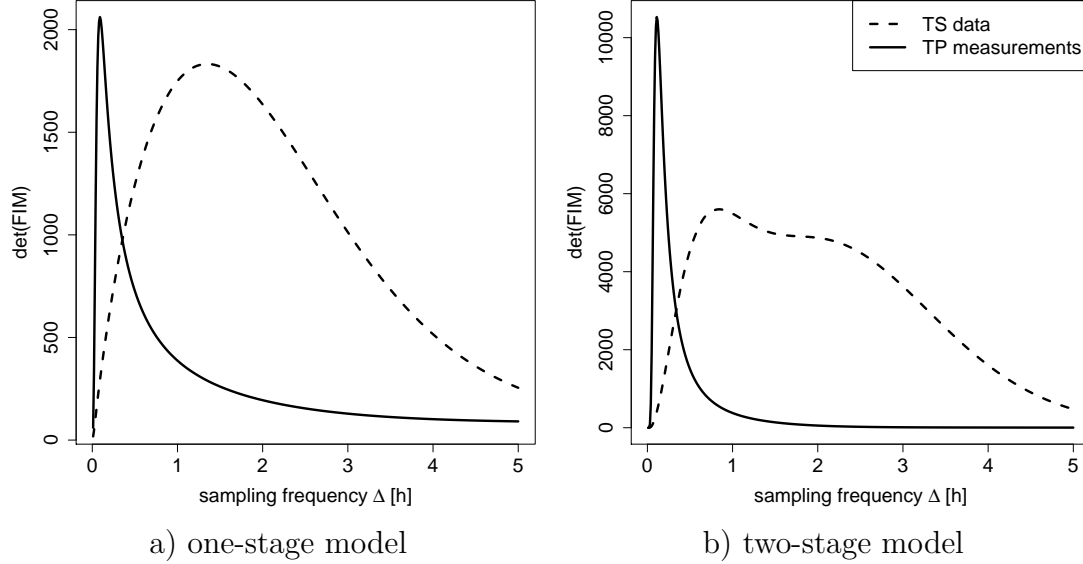 2000
1500
1000
500
0
det(FIM)
0 1 2 3 4 5
sampling frequency Δ [h]
a) one-stage model
TS data
TP measurements
10000
8000
6000
4000
2000
0
det(FIM)
0 1 2 3 4 5
sampling frequency Δ [h]
b) two-stage model